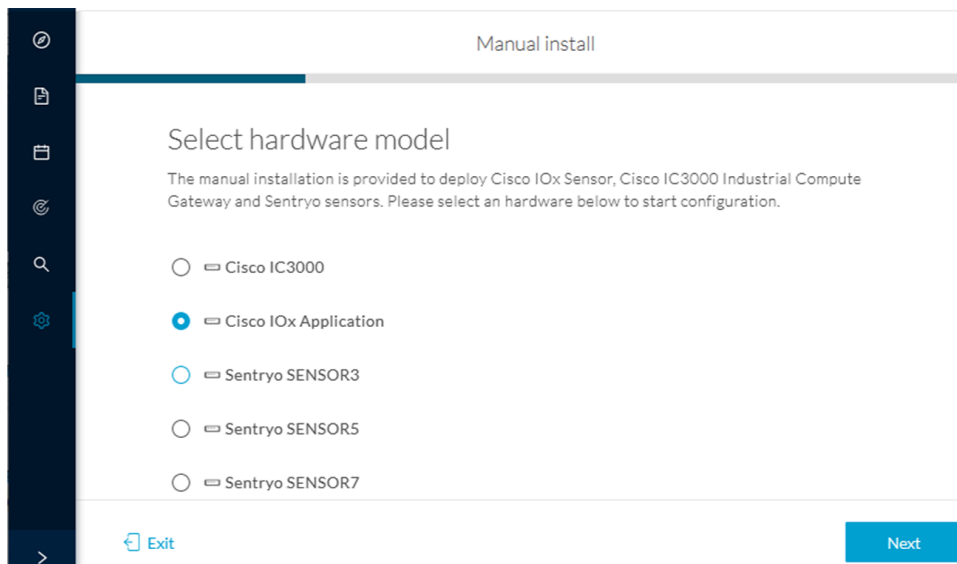 Manual install
Select hardware model
The manual installation is provided to deploy Cisco IOx Sensor, Cisco IC3000 Industrial Compute
Gateway and Sentryo sensors. Please select an hardware below to start configuration.
Cisco IC3000
Cisco IOx Application
Sentryo SENSOR3
Sentryo SENSOR5
Sentryo SENSOR7
Exit
Next